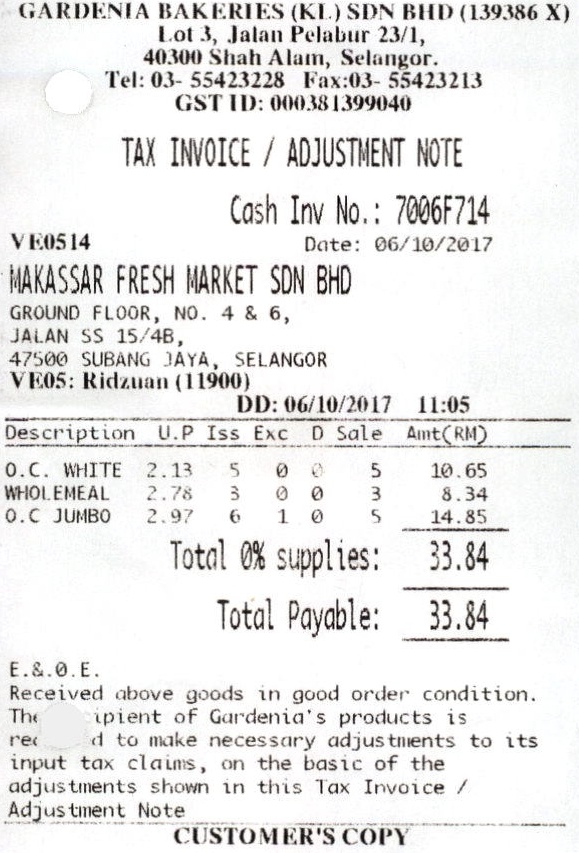 GARDENIA BAKERIES (KL) SDN BHD (139386 X)
Lot 3, Jalan Pelabur 23/1,
40300 Shah Alam, Selangor.
Tel: 03- 55423228 Fax:03- 55423213
GST ID: 000381399040
TAX INVOICE / ADJUSTMENT NOTE
Cash Inv No.: 7006F714
VE0514 Date: 06/10/2017
MAKASSAR FRESH MARKET SDN BHD
GROUND FLOOR, NO. 4 & 6,
JALAN SS 15/4B,
47500 SUBANG JAYA, SELANGOR
VE05: Ridzuan (11900)
DD: 06/10/2017 11:05
Description U.P Iss Exc D Sale Amt(RM)
O.C. WHITE 2.13 5 0 0 5 10.65
WHOLEMEAL 2.78 3 0 0 3 8.34
O.C JUMBO 2.97 6 1 0 5 14.85
Total 0% supplies: 33.84
Total Payable: 33.84
E.&.O.E.
Received above goods in good order condition.
of Gardenia's products is
to make necessary adjustments to its
input tax claims, on the basic of the
adjustments shown in this Tax Invoice /
Adjustment Note
CUSTOMER'S COPY